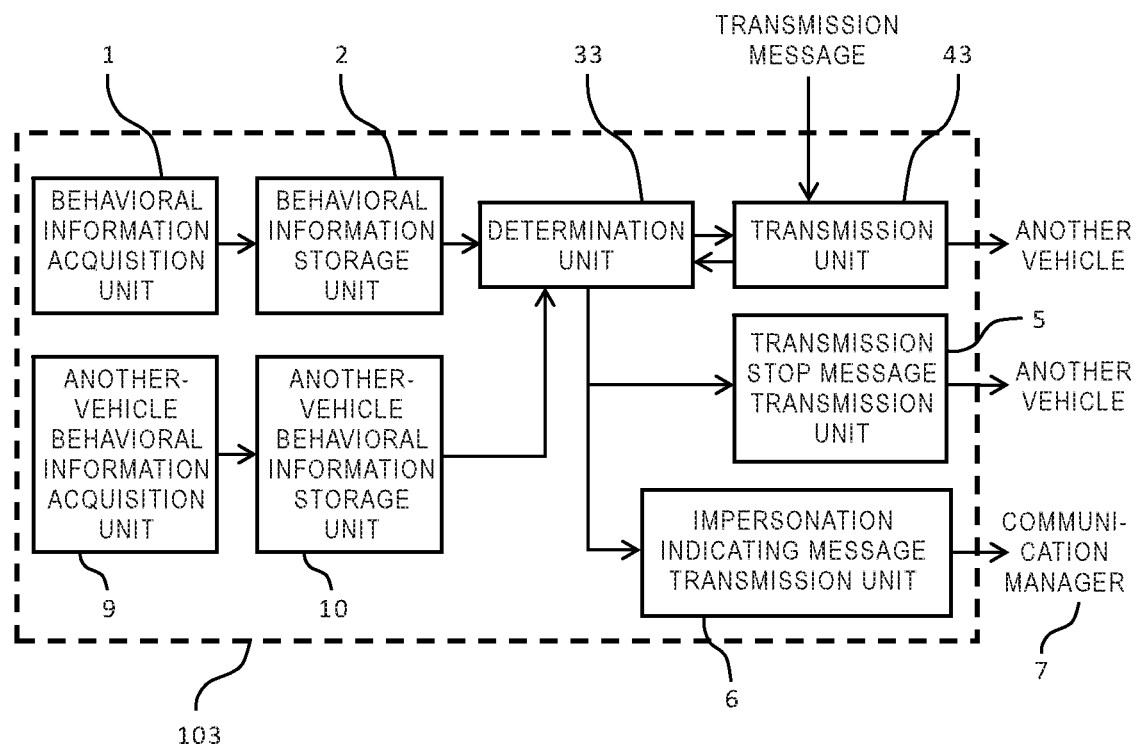 TRANSMISSION
MESSAGE
1
2
33
43
BEHAVIORAL
INFORMATION
ACQUISITION
UNIT
BEHAVIORAL
INFORMATION
STORAGE
UNIT
DETERMINATION
UNIT
TRANSMISSION
UNIT
ANOTHER
VEHICLE
5
TRANSMISSION
STOP MESSAGE
TRANSMISSION
UNIT
ANOTHER
VEHICLE
ANOTHER-
VEHICLE
BEHAVIORAL
INFORMATION
ACQUISITION
UNIT
ANOTHER-
VEHICLE
BEHAVIORAL
INFORMATION
STORAGE
UNIT
IMPERSONATION
INDICATING MESSAGE
TRANSMISSION UNIT
COMMUNI-
CATION
MANAGER
9
10
6
7
103